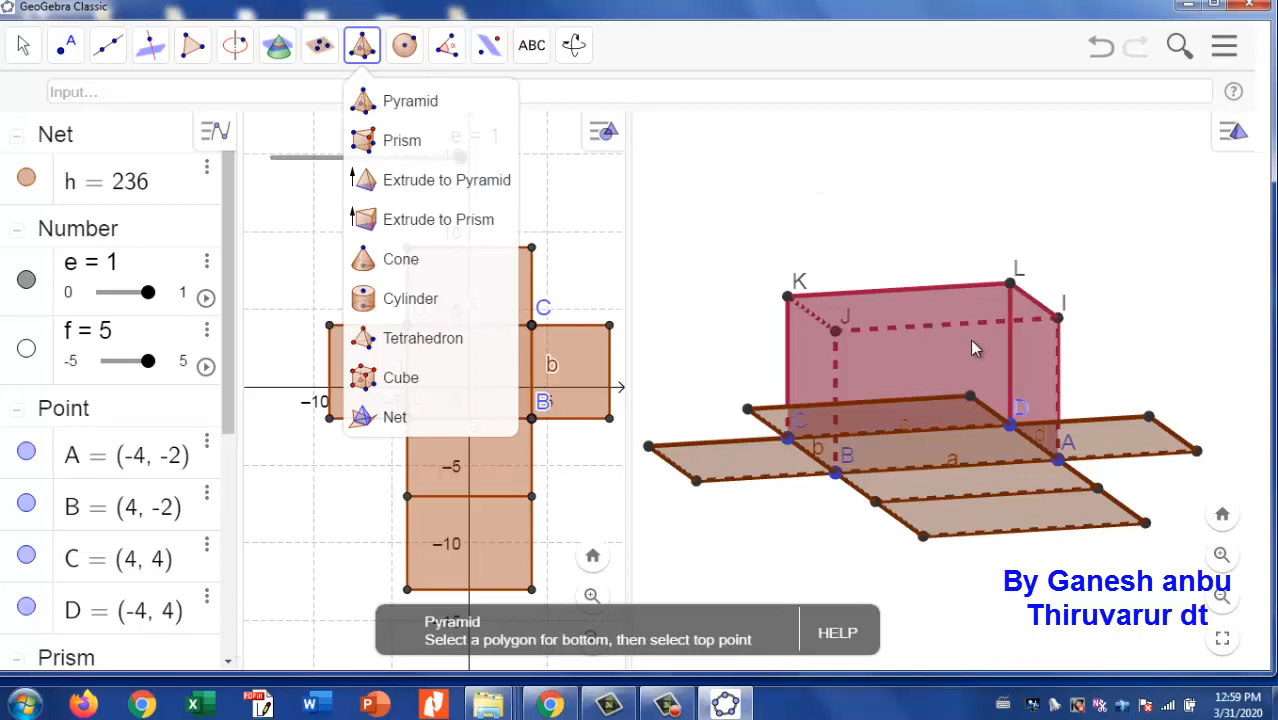 GeoGebra Classic
ABC
Input...
Net
h = 236
Number
e = 1
0
1
f = 5
-5
5
Point
A = (-4, -2)
B = (4, -2)
C = (4, 4)
D = (-4, 4)
Prism
Pyramid
Prism
Extrude to Pyramid
Extrude to Prism
Cone
Cylinder
Tetrahedron
Cube
Net
e = 1
10
C
b
−10
B
−5
−10
K
L
J
I
C
D
c
d
b
B
a
A
Pyramid
Select a polygon for bottom, then select top point
HELP
By Ganesh anbu
Thiruvarur dt
12:59 PM
3/31/2020